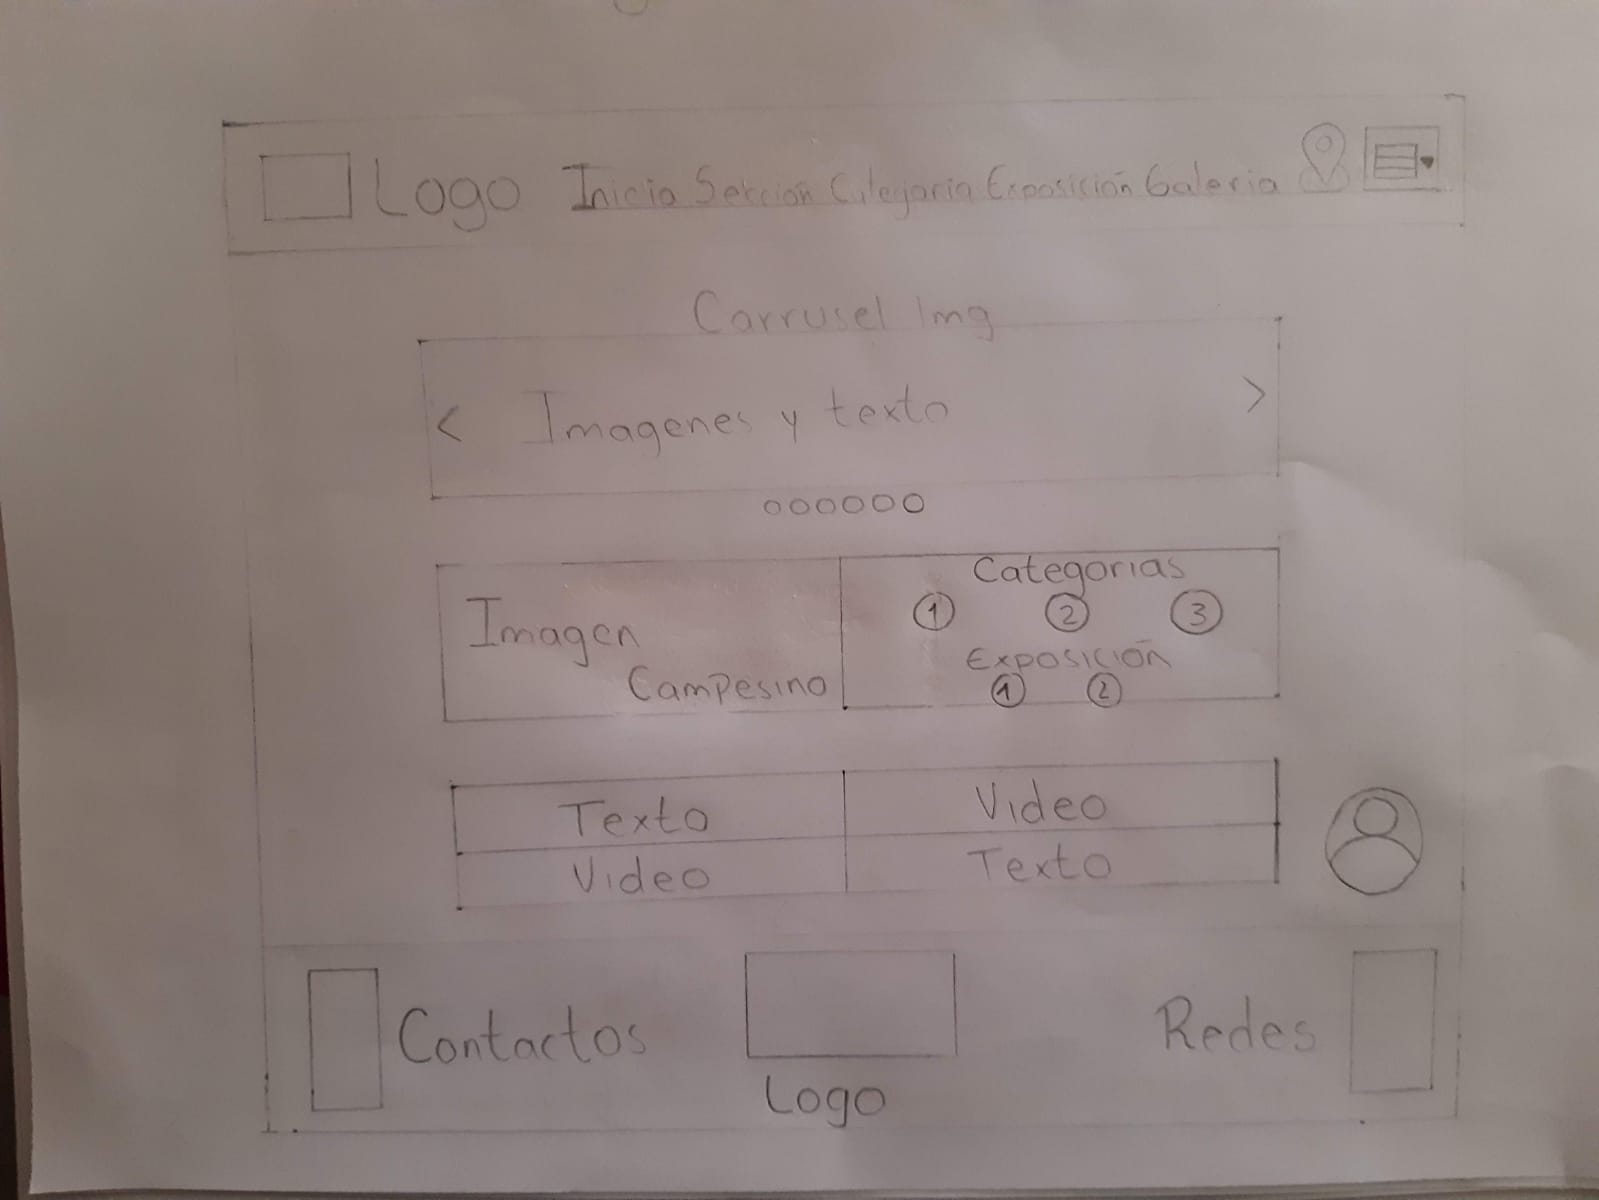 Logo Inicio Sección Categoria Exposición Galeria
Carrusel Img
< Imagenes y texto >
Imagen
Campesino
Categorias
1 2 3
Exposición
1 2
Texto Video
Video Texto
Contactos
Logo
Redes